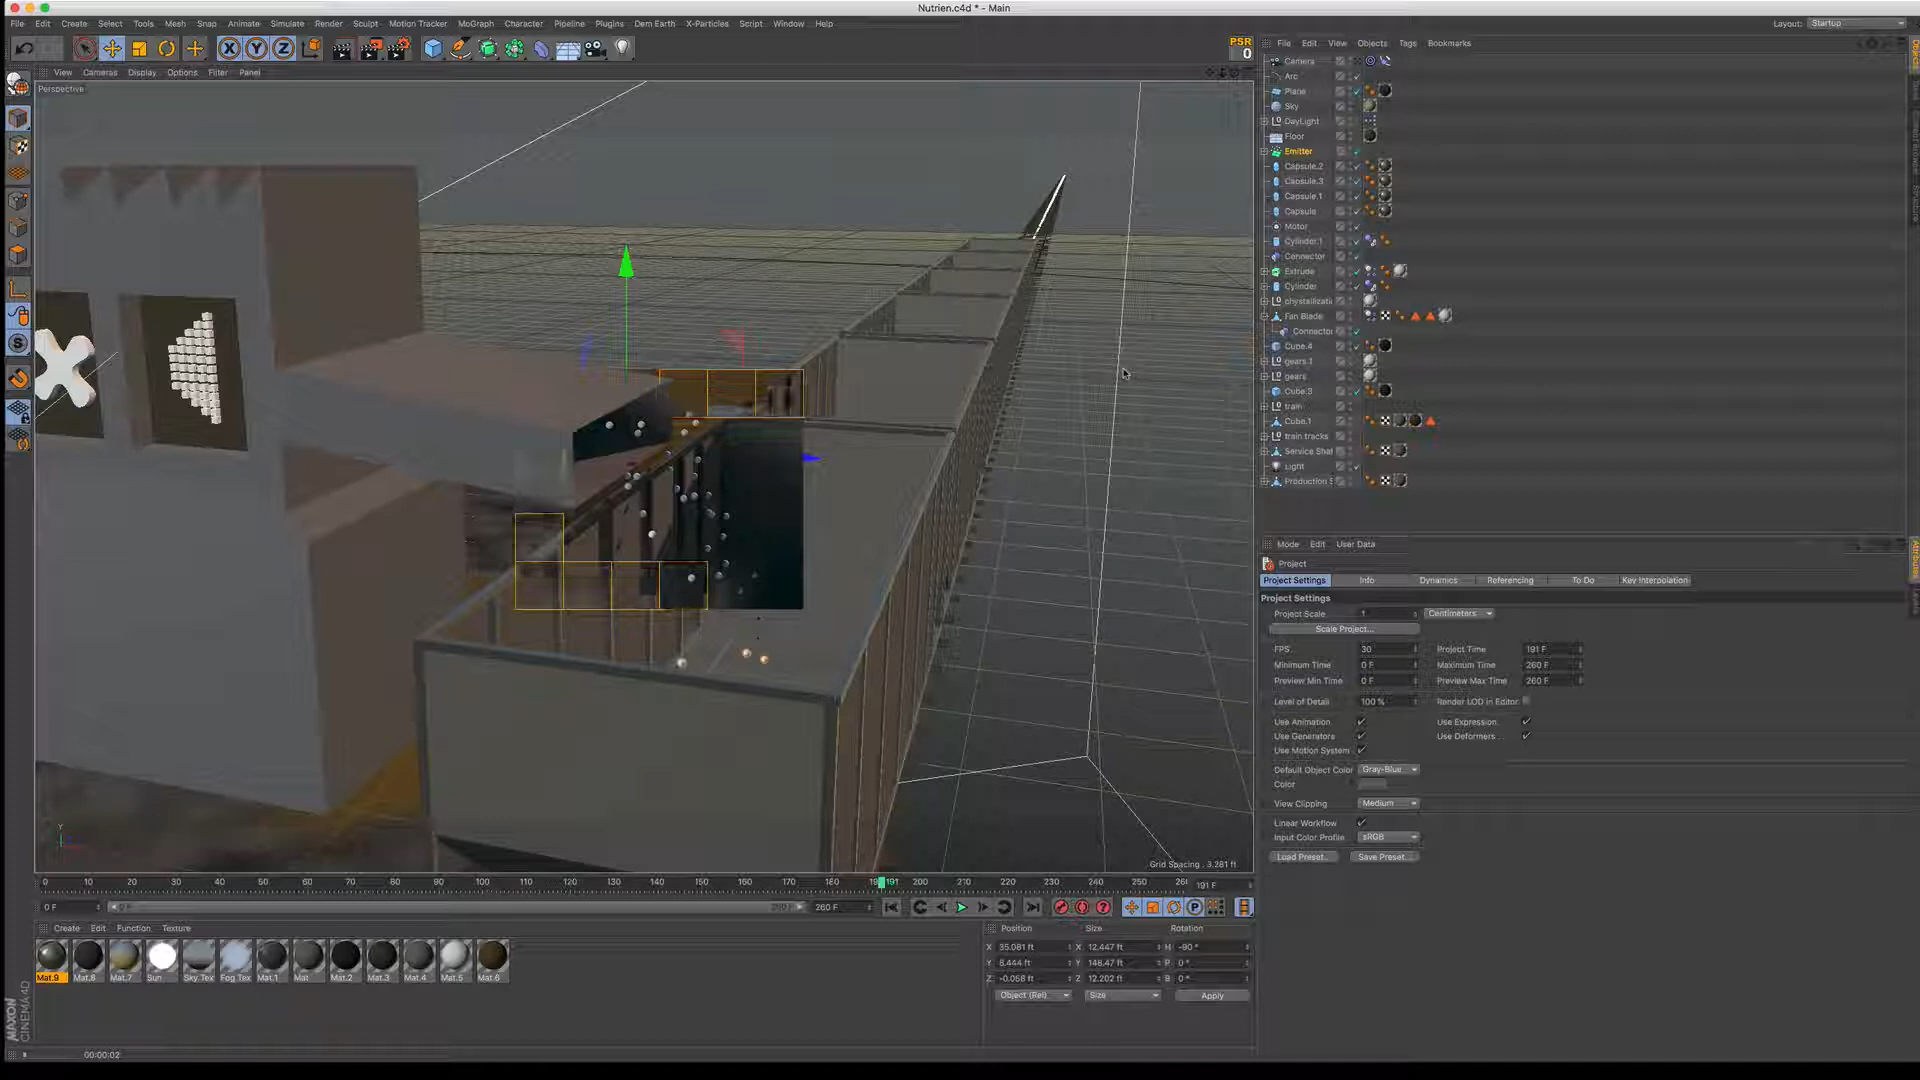 Nutrien.c4d * - Main
File Edit Create Select Tools Mesh Snap Animate Simulate Render Sculpt Motion Tracker MoGraph Character Pipeline Plugins Dem Earth X-Particles Script Window Help
Layout: Startup
PSR
0
View Cameras Display Options Filter Panel
Perspective
File Edit View Objects Tags Bookmarks
Camera
Arc
Plane
Sky
DayLight
Floor
Emitter
Capsule.2
Capsule.3
Capsule.1
Capsule
Motor
Cylinder.1
Connector
Extrude
Cylinder
chystallizati
Fan Blade
Connector
Cube.4
gears.1
gears
Cube.3
train
Cube.1
train tracks
Service Shaf
Light
Production S
Mode Edit User Data
Project
Project Settings Info Dynamics Referencing To Do Key Interpolation
Project Settings
Project Scale 1 Centimeters
Scale Project...
FPS 30 Project Time 191 F
Minimum Time 0 F Maximum Time 260 F
Preview Min Time 0 F Preview Max Time 260 F
Level of Detail 100 % Render LOD in Editor
Use Animation Use Expression
Use Generators Use Deformers
Use Motion System
Default Object Color Gray-Blue
Color
View Clipping Medium
Linear Workflow
Input Color Profile sRGB
Load Preset... Save Preset...
Grid Spacing : 3.281 ft
0 10 20 30 40 50 60 70 80 90 100 110 120 130 140 150 160 170 180 191 200 210 220 230 240 250 191 F
0 F 260 F
Create Edit Function Texture
Mat.9 Mat.8 Mat.7 Sun Sky Tex Fog Tex Mat.1 Mat Mat.2 Mat.3 Mat.4 Mat.5 Mat.6
Position Size Rotation
X 35.081 ft X 12.447 ft H -90 °
Y 8.444 ft Y 148.47 ft P 0 °
Z -0.058 ft Z 12.202 ft B 0 °
Object (Rel) Size Apply
MAXON CINEMA 4D
00:00:02